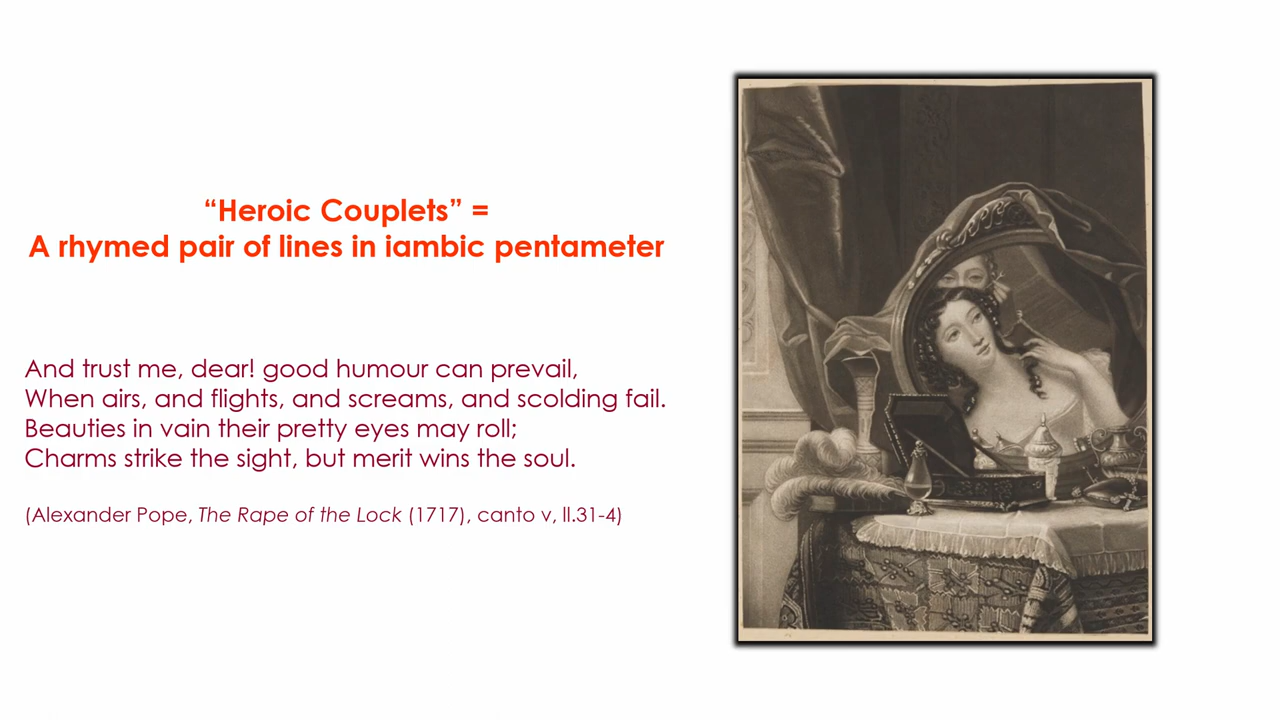 “Heroic Couplets” =
A rhymed pair of lines in iambic pentameter
And trust me, dear! good humour can prevail,
When airs, and flights, and screams, and scolding fail.
Beauties in vain their pretty eyes may roll;
Charms strike the sight, but merit wins the soul.
(Alexander Pope, The Rape of the Lock (1717), canto v, ll.31-4)